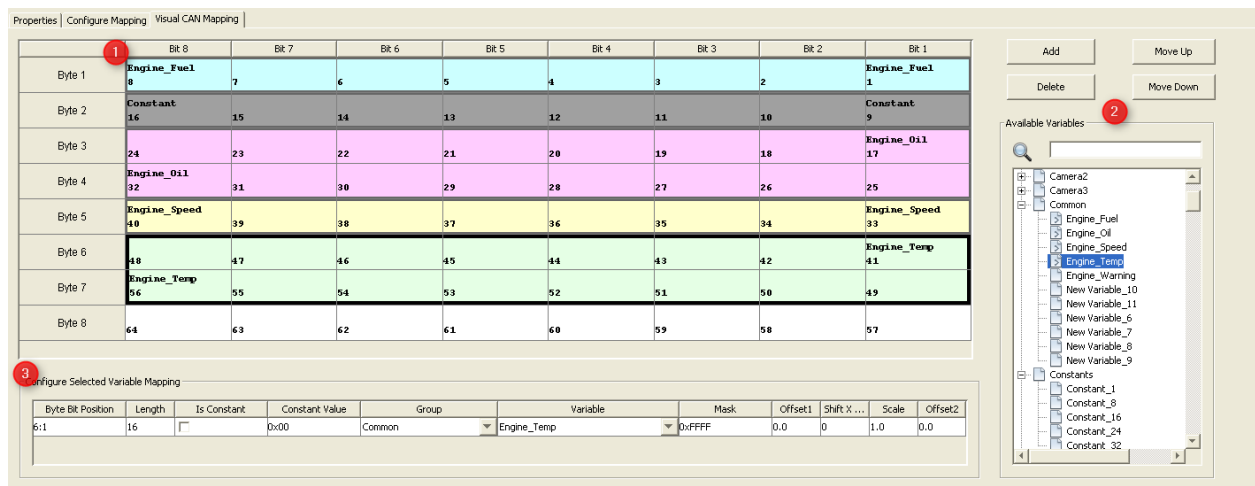 Properties Configure Mapping Visual CAN Mapping
1
Bit 8 Bit 7 Bit 6 Bit 5 Bit 4 Bit 3 Bit 2 Bit 1
Byte 1 Engine_Fuel Engine_Fuel
8 7 6 5 4 3 2 1
Byte 2 Constant Constant
16 15 14 13 12 11 10 9
Byte 3 Engine_Oil
24 23 22 21 20 19 18 17
Byte 4 Engine_Oil
32 31 30 29 28 27 26 25
Byte 5 Engine_Speed Engine_Speed
40 39 38 37 36 35 34 33
Byte 6 Engine_Temp
48 47 46 45 44 43 42 41
Byte 7 Engine_Temp
56 55 54 53 52 51 50 49
Byte 8
64 63 62 61 60 59 58 57
Add Move Up
Delete Move Down
2
Available Variables
Camera2
Camera3
Common
Engine_Fuel
Engine_Oil
Engine_Speed
Engine_Temp
Engine_Warning
New Variable_10
New Variable_11
New Variable_6
New Variable_7
New Variable_8
New Variable_9
Constants
Constant_1
Constant_8
Constant_16
Constant_24
Constant_32
3
Configure Selected Variable Mapping
Byte Bit Position Length Is Constant Constant Value Group Variable Mask Offset1 Shift X ... Scale Offset2
6:1 16 0x00 Common Engine_Temp 0xFFFF 0.0 0 1.0 0.0